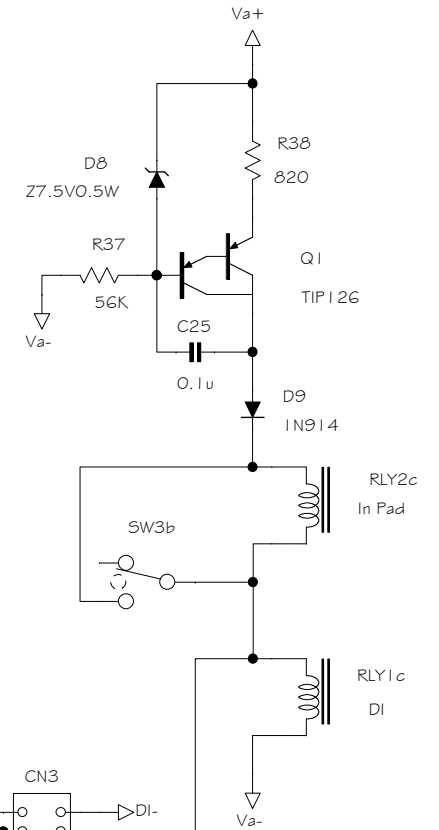 Va+
R38
820
D8
Z7.5V0.5W
R37
56K
Q1
TIP126
Va-
C25
0.1u
D9
1N914
RLY2c
In Pad
SW3b
RLY1c
DI
CN3
DI-
Va-